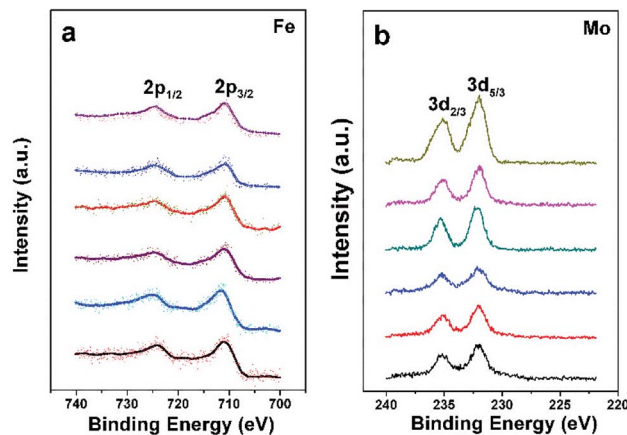 a
Fe
2p1/2 2p3/2
Intensity (a.u.)
740 730 720 710 700
Binding Energy (eV)
b
Mo
3d2/3 3d5/3
Intensity (a.u.)
240 235 230 225 220
Binding Energy (eV)